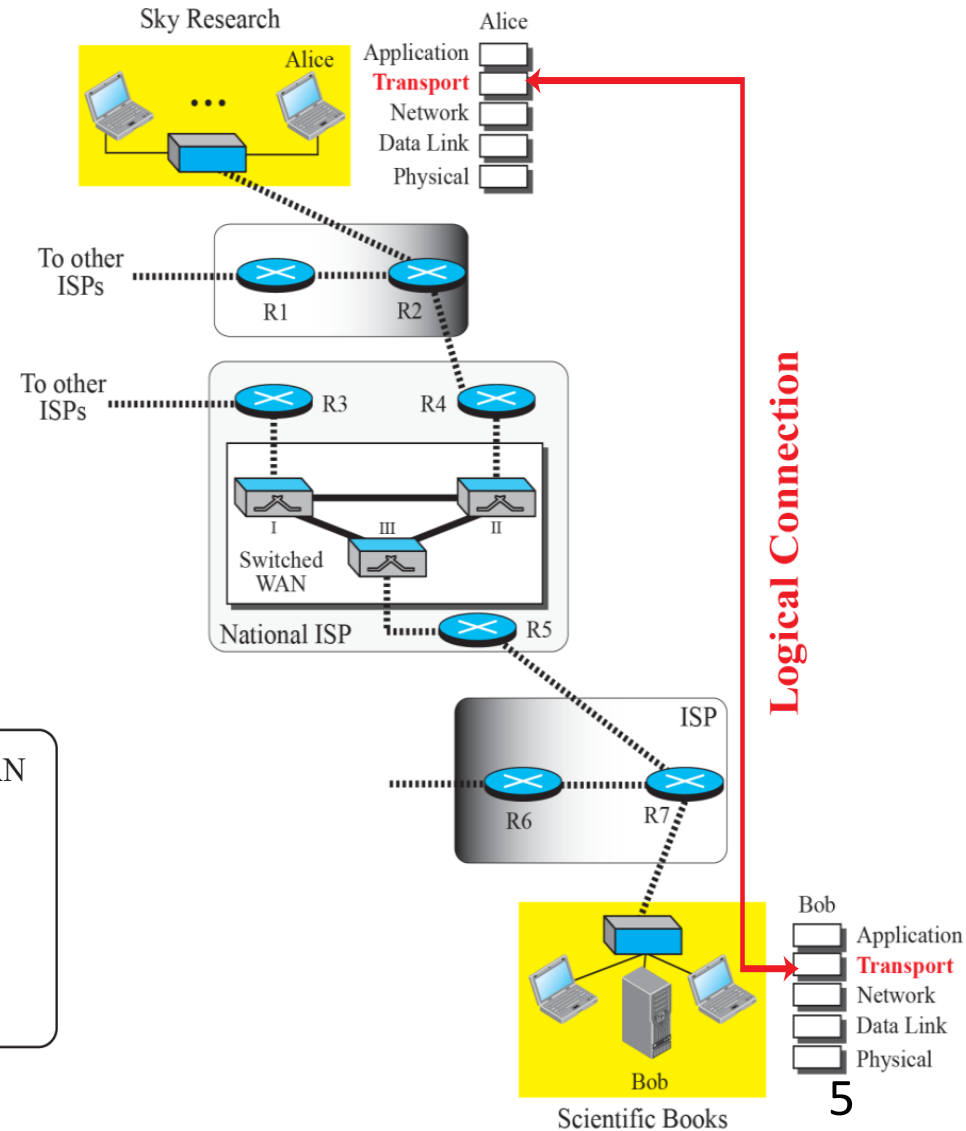 Sky Research
Alice
Alice
Application
Transport
Network
Data Link
Physical
To other
ISPs
R1
R2
To other
ISPs
R3
R4
I
III
II
Switched
WAN
National ISP
R5
Logical Connection
ISP
R6
R7
Bob
Application
Transport
Network
Data Link
Physical
Bob
Scientific Books
5